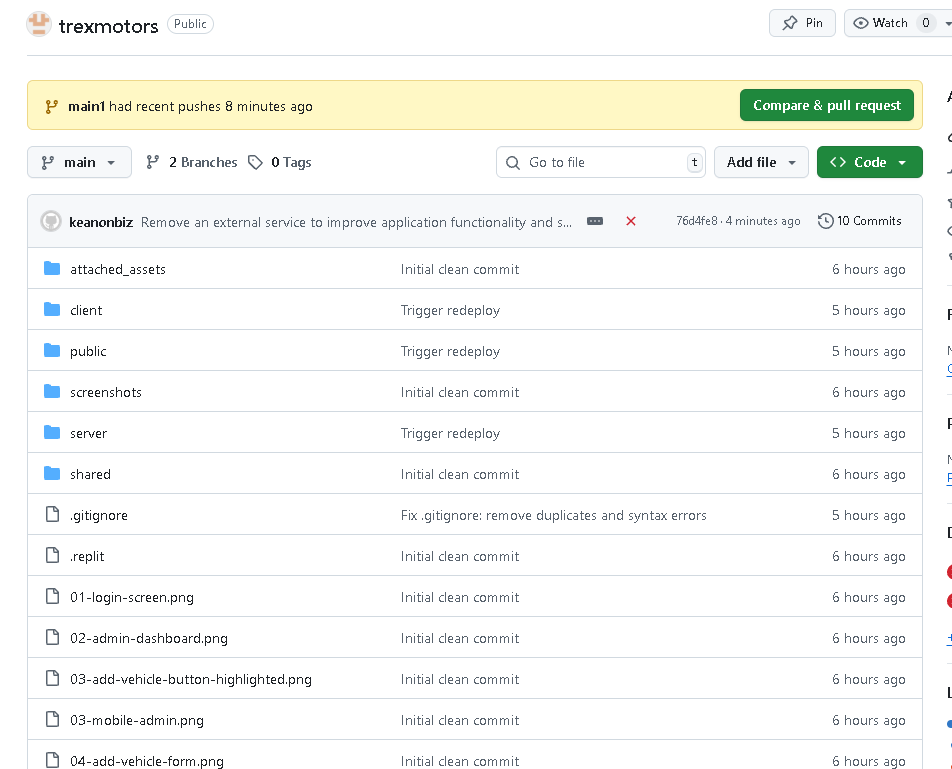 trexmotors Public Pin Watch 0
main1 had recent pushes 8 minutes ago Compare & pull request
main 2 Branches 0 Tags Go to file t Add file <> Code
keanonbiz Remove an external service to improve application functionality and s... 76d4fe8 · 4 minutes ago 10 Commits
attached_assets Initial clean commit 6 hours ago
client Trigger redeploy 5 hours ago
public Trigger redeploy 5 hours ago
screenshots Initial clean commit 6 hours ago
server Trigger redeploy 5 hours ago
shared Initial clean commit 6 hours ago
.gitignore Fix .gitignore: remove duplicates and syntax errors 5 hours ago
.replit Initial clean commit 6 hours ago
01-login-screen.png Initial clean commit 6 hours ago
02-admin-dashboard.png Initial clean commit 6 hours ago
03-add-vehicle-button-highlighted.png Initial clean commit 6 hours ago
03-mobile-admin.png Initial clean commit 6 hours ago
04-add-vehicle-form.png Initial clean commit 6 hours ago